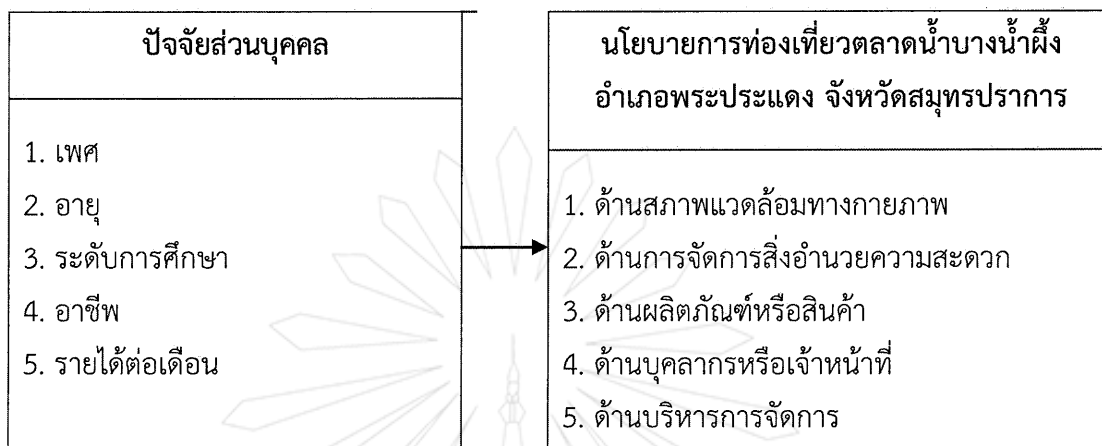 ปัจจัยส่วนบุคคล
1. เพศ
2. อายุ
3. ระดับการศึกษา
4. อาชีพ
5. รายได้ต่อเดือน
นโยบายการท่องเที่ยวตลาดน้ำบางน้ำผึ้ง
อำเภอพระประแดง จังหวัดสมุทรปราการ
1. ด้านสภาพแวดล้อมทางกายภาพ
2. ด้านการจัดการสิ่งอำนวยความสะดวก
3. ด้านผลิตภัณฑ์หรือสินค้า
4. ด้านบุคลากรหรือเจ้าหน้าที่
5. ด้านบริหารการจัดการ